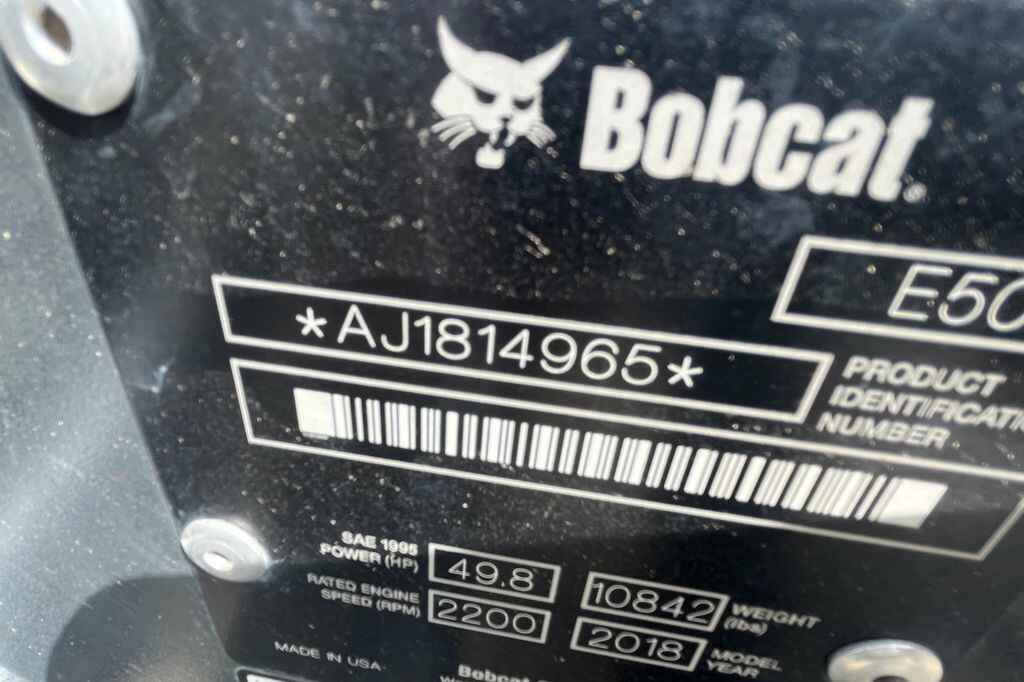 Bobcat
E50
*AJ1814965*
PRODUCT
NUMBER
SAE 1995
POWER (HP)
49.8
10842
WEIGHT
(lbs)
RATED ENGINE
SPEED (RPM)
2200
2018
MODEL
YEAR
MADE IN USA
Bobcat